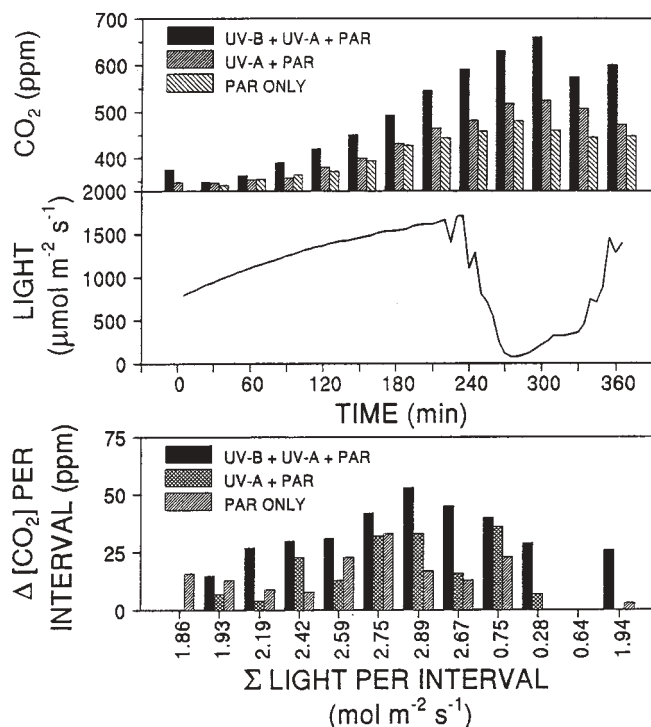 700
600
400
2000
CO₂ (ppm)
UV-B + UV-A + PAR
UV-A + PAR
PAR ONLY
1500
1000
500
0
LIGHT
(μmol m⁻² s⁻¹)
0 60 120 180 240 300 360
TIME (min)
75
50
25
0
Δ [CO₂] PER
INTERVAL (ppm)
UV-B + UV-A + PAR
UV-A + PAR
PAR ONLY
1.86 1.93 2.19 2.42 2.59 2.75 2.89 2.67 0.75 0.28 0.64 1.94
Σ LIGHT PER INTERVAL
(mol m⁻² s⁻¹)